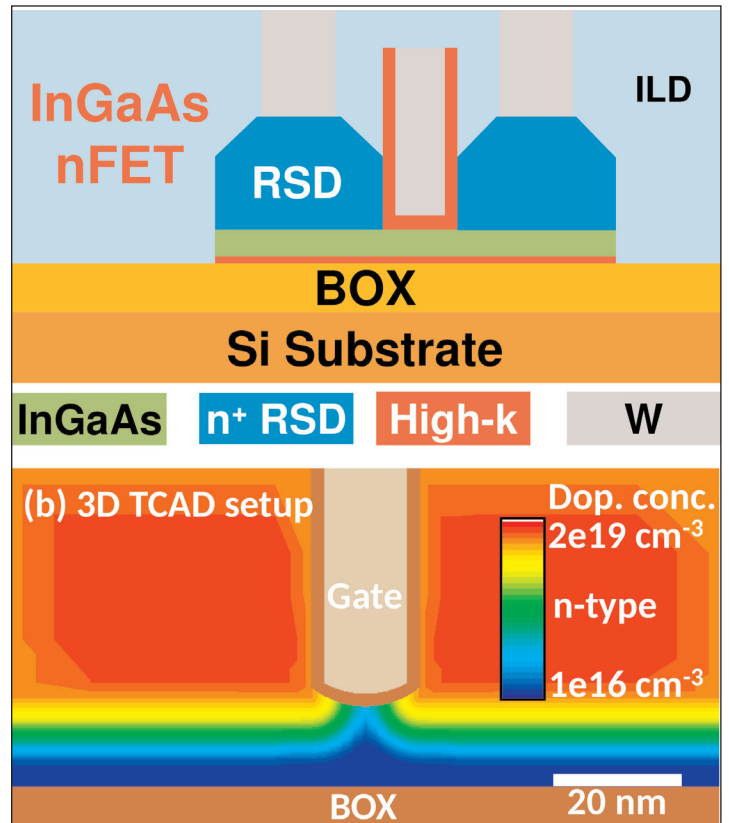 InGaAs
nFET
ILD
RSD
BOX
Si Substrate
InGaAs
n⁺ RSD
High-k
W
(b) 3D TCAD setup
Dop. conc.
2e19 cm⁻³
Gate
n-type
1e16 cm⁻³
20 nm
BOX